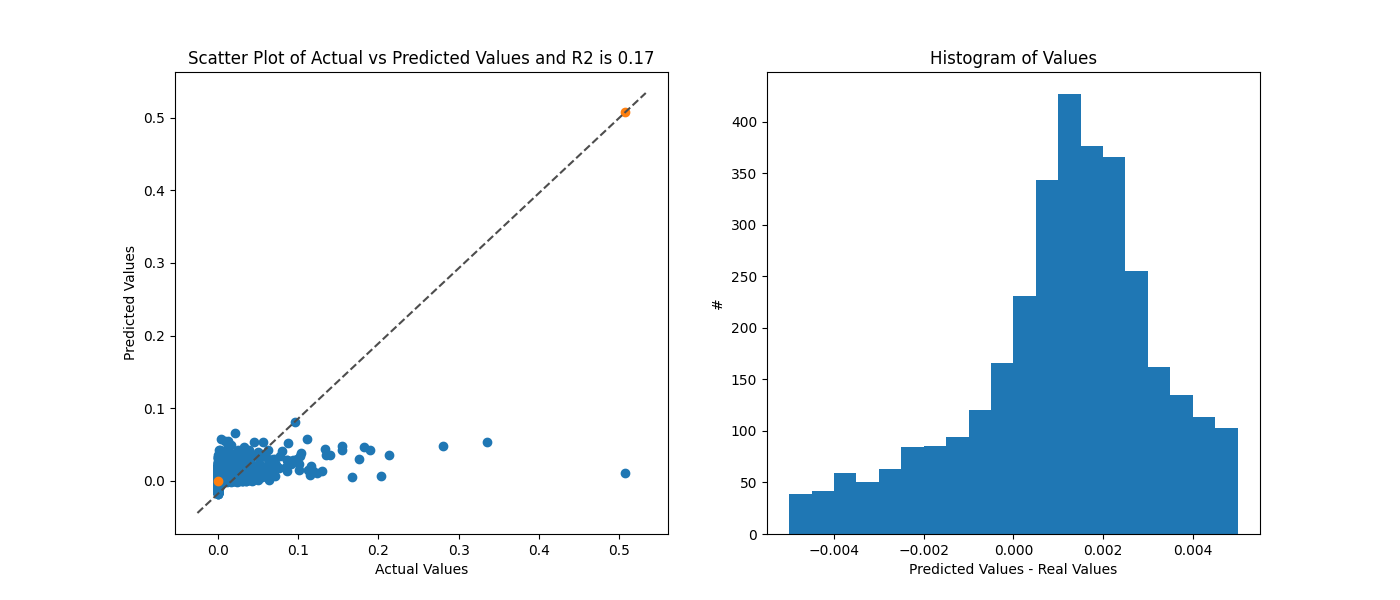 Scatter Plot of Actual vs Predicted Values and R2 is 0.17
Predicted Values
0.5
0.4
0.3
0.2
0.1
0.0
0.0 0.1 0.2 0.3 0.4 0.5
Actual Values
Histogram of Values
#
400
350
300
250
200
150
100
50
0
−0.004 −0.002 0.000 0.002 0.004
Predicted Values - Real Values